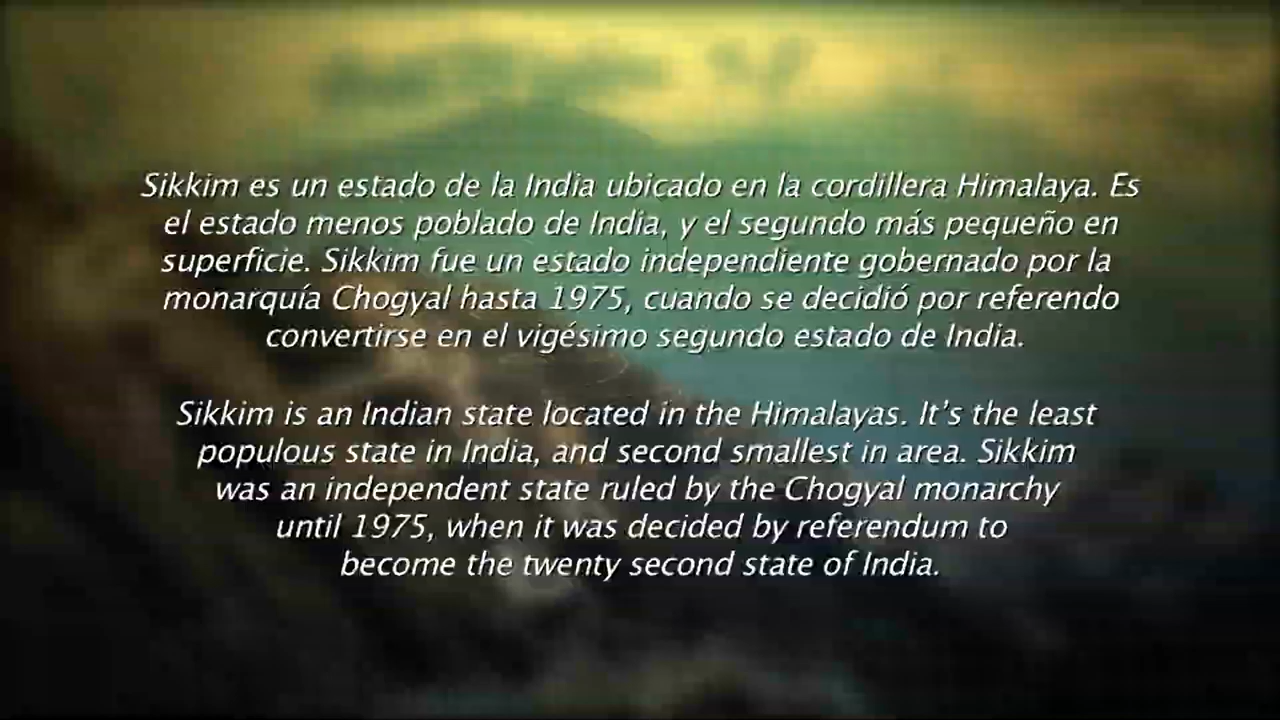 Sikkim es un estado de la India ubicado en la cordillera Himalaya. Es
el estado menos poblado de India, y el segundo más pequeño en
superficie. Sikkim fue un estado independiente gobernado por la
monarquía Chogyal hasta 1975, cuando se decidió por referendo
convertirse en el vigésimo segundo estado de India.
Sikkim is an Indian state located in the Himalayas. It’s the least
populous state in India, and second smallest in area. Sikkim
was an independent state ruled by the Chogyal monarchy
until 1975, when it was decided by referendum to
become the twenty second state of India.